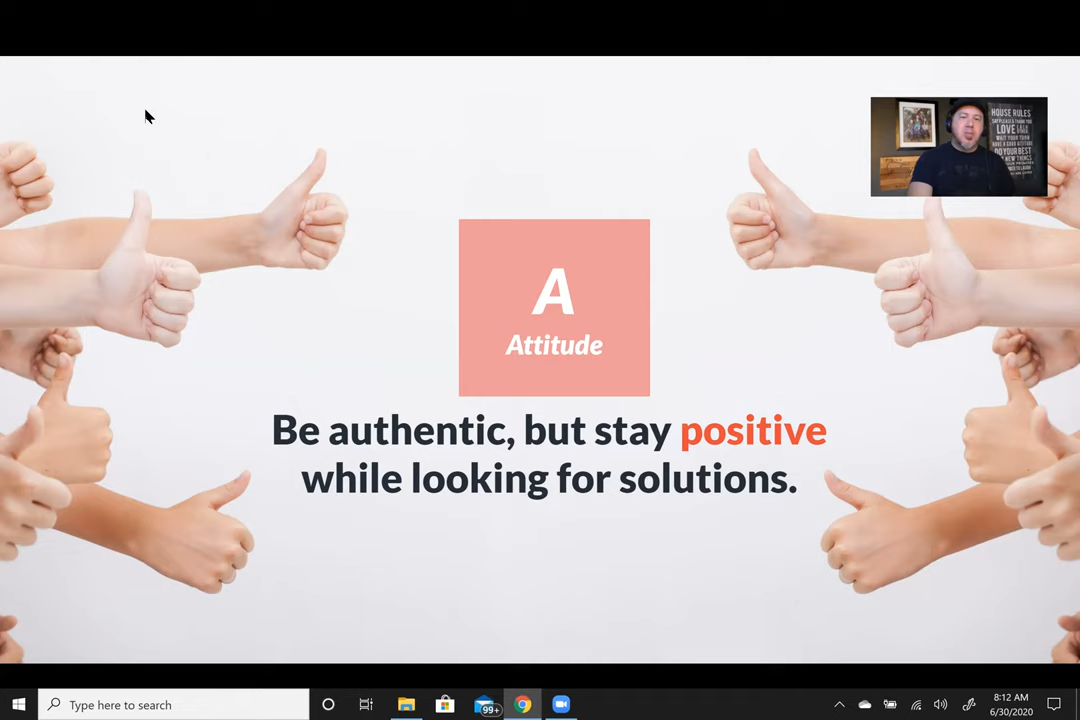 HOUSE RULES
LOVE
DO YOUR BEST
A
Attitude
Be authentic, but stay positive
while looking for solutions.
Type here to search
99+
8:12 AM
6/30/2020